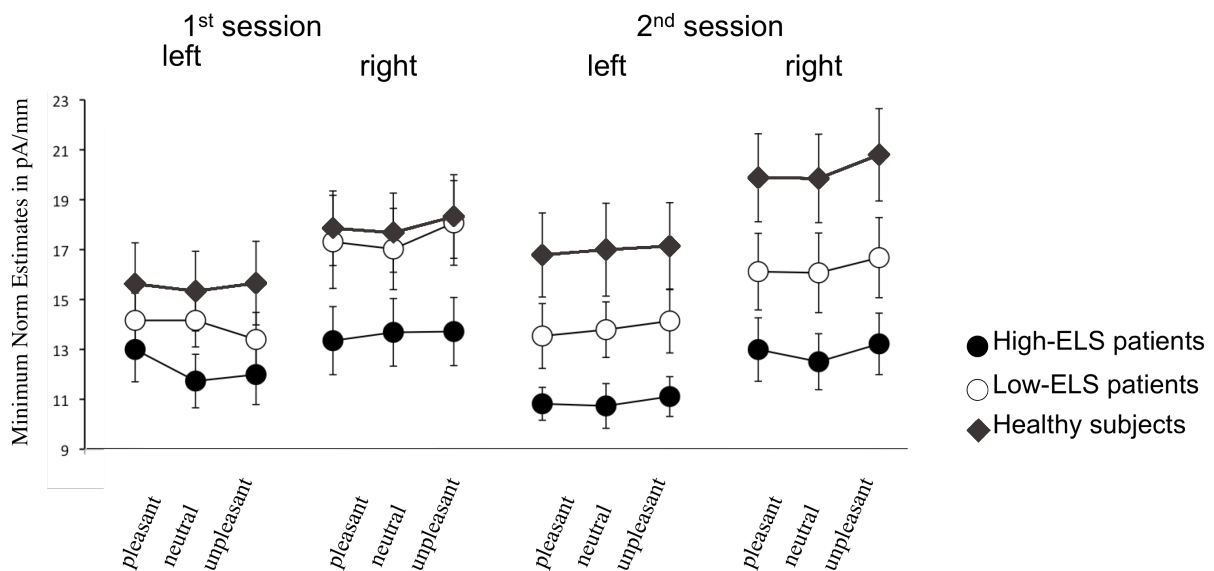 1st session
2nd session
left
right
left
right
Minimum Norm Estimates in pA/mm
23
21
19
17
15
13
11
9
pleasant
neutral
unpleasant
pleasant
neutral
unpleasant
pleasant
neutral
unpleasant
pleasant
neutral
unpleasant
High-ELS patients
Low-ELS patients
Healthy subjects